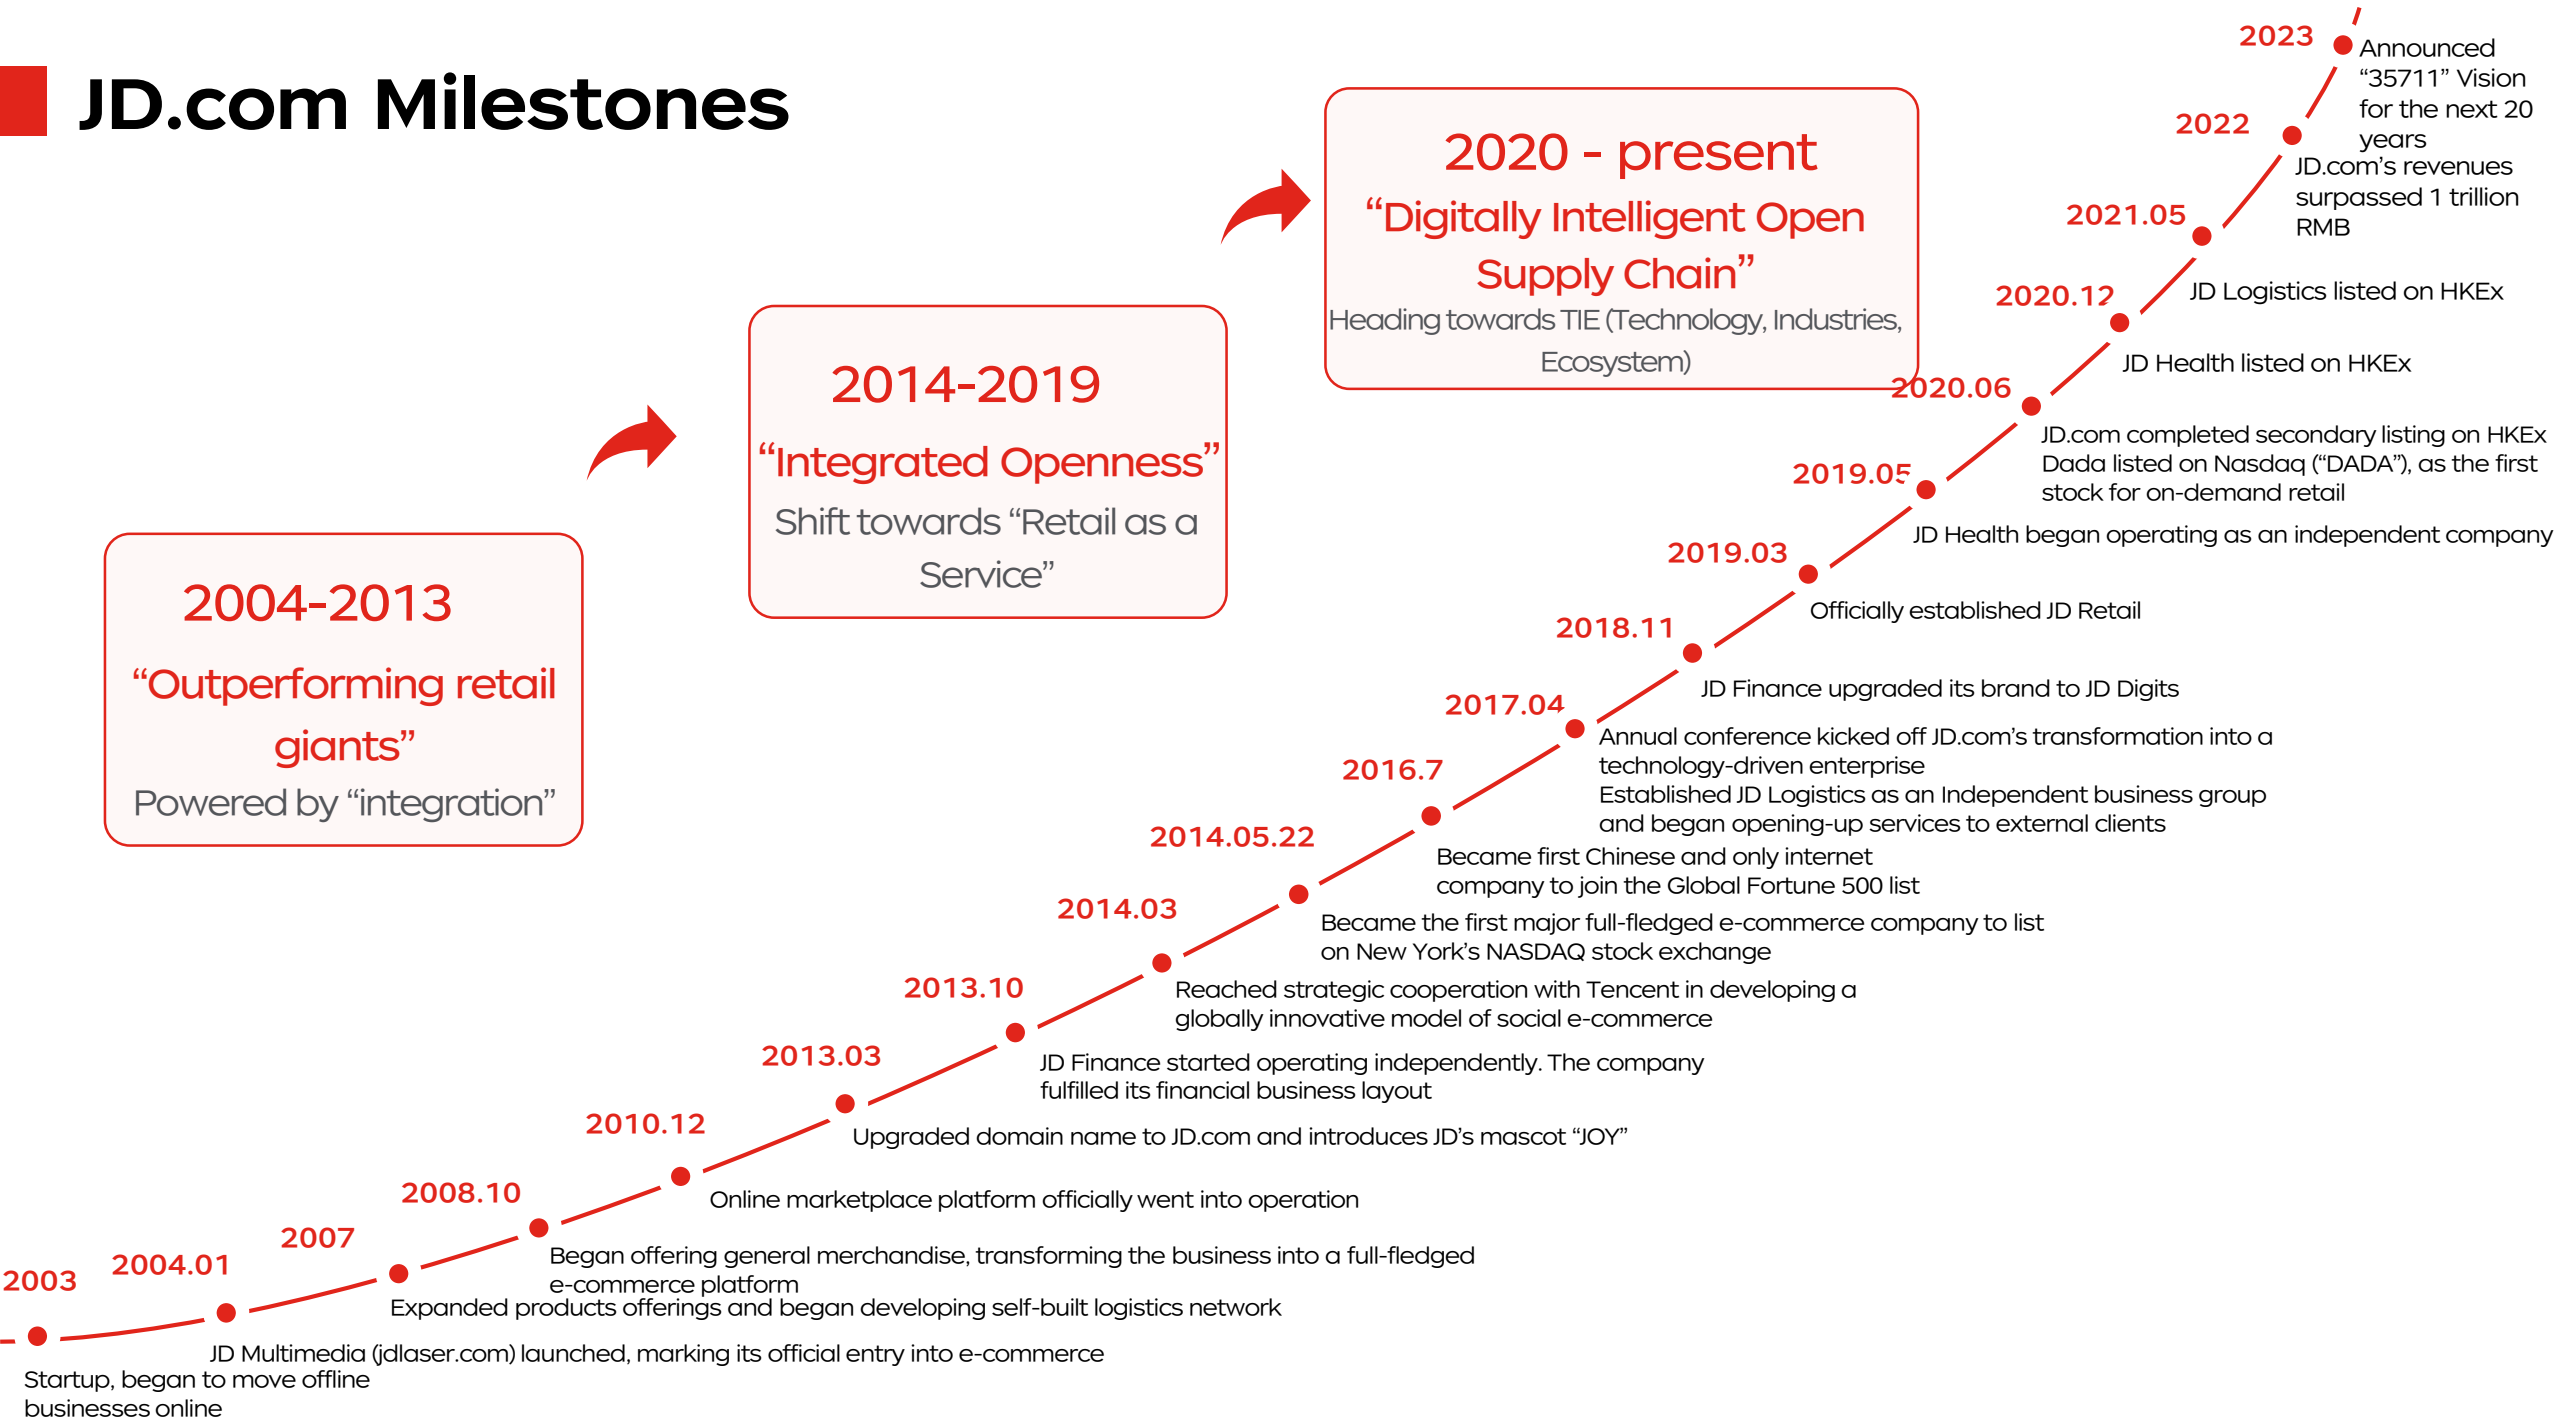 JD.com Milestones
2004-2013
“Outperforming retail
giants”
Powered by “integration”
2014-2019
“Integrated Openness”
Shift towards “Retail as a
Service”
2020 - present
“Digitally Intelligent Open
Supply Chain”
Heading towards TIE (Technology, Industries,
Ecosystem)
2003
Startup, began to move offline
businesses online
2004.01
JD Multimedia (jdlaser.com) launched, marking its official entry into e-commerce
2007
Expanded products offerings and began developing self-built logistics network
2008.10
Began offering general merchandise, transforming the business into a full-fledged
e-commerce platform
2010.12
Online marketplace platform officially went into operation
2013.03
Upgraded domain name to JD.com and introduces JD’s mascot “JOY”
2013.10
JD Finance started operating independently. The company
fulfilled its financial business layout
2014.03
Reached strategic cooperation with Tencent in developing a
globally innovative model of social e-commerce
2014.05.22
Became the first major full-fledged e-commerce company to list
on New York’s NASDAQ stock exchange
2016.7
Became first Chinese and only internet
company to join the Global Fortune 500 list
2017.04
Annual conference kicked off JD.com’s transformation into a
technology-driven enterprise
Established JD Logistics as an Independent business group
and began opening-up services to external clients
2018.11
JD Finance upgraded its brand to JD Digits
2019.03
Officially established JD Retail
2019.05
JD Health began operating as an independent company
2020.06
JD.com completed secondary listing on HKEx
Dada listed on Nasdaq (“DADA”), as the first
stock for on-demand retail
2020.12
JD Health listed on HKEx
2021.05
JD Logistics listed on HKEx
2022
JD.com’s revenues
surpassed 1 trillion
RMB
2023
Announced
“35711” Vision
for the next 20
years